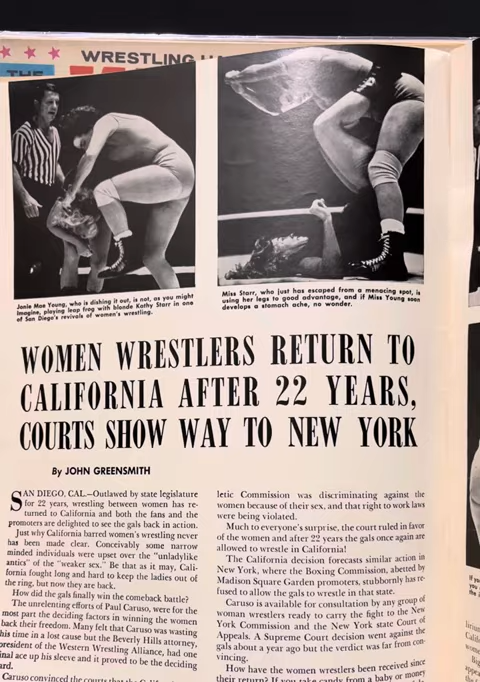 WRESTLING
THE
Janie Mae Young, who is dishing it out, is not, as you might
imagine, playing leap frog with blonde Kathy Starr in one
of San Diego's revivals of women's wrestling.
Miss Starr, who just has escaped from a menacing spot, is
using her legs to good advantage, and if Miss Young soon
develops a stomach ache, no wonder.
WOMEN WRESTLERS RETURN TO
CALIFORNIA AFTER 22 YEARS,
COURTS SHOW WAY TO NEW YORK
By JOHN GREENSMITH
SAN DIEGO, CAL.—Outlawed by state legislature
for 22 years, wrestling between women has re-
turned to California and both the fans and the
promoters are delighted to see the gals back in action.
Just why California barred women's wrestling never
has been made clear. Conceivably some narrow
minded individuals were upset over the "unladylike
antics" of the "weaker sex." Be that as it may, Cali-
fornia fought long and hard to keep the ladies out of
the ring, but now they are back.
How did the gals finally win the comeback battle?
The unrelenting efforts of Paul Caruso, were for the
most part the deciding factors in winning the women
back their freedom. Many felt that Caruso was wasting
his time in a lost cause but the Beverly Hills attorney,
president of the Western Wrestling Alliance, had one
final ace up his sleeve and it proved to be the deciding
ard.
Caruso convinced the courts that the
letic Commission was discriminating against the
women because of their sex, and that right to work laws
were being violated.
Much to everyone's surprise, the court ruled in favor
of the women and after 22 years the gals once again are
allowed to wrestle in California!
The California decision forecasts similar action in
New York, where the Boxing Commission, abetted by
Madison Square Garden promoters, stubbornly has re-
fused to allow the gals to wrestle in that state.
Caruso is available for consultation by any group of
woman wrestlers ready to carry the fight to the New
York Commission and the New York state Court of
Appeals. A Supreme Court decision went against the
gals about a year ago but the verdict was far from con-
vincing.
How have the women wrestlers been received since
their return? If you take candy from a baby or money